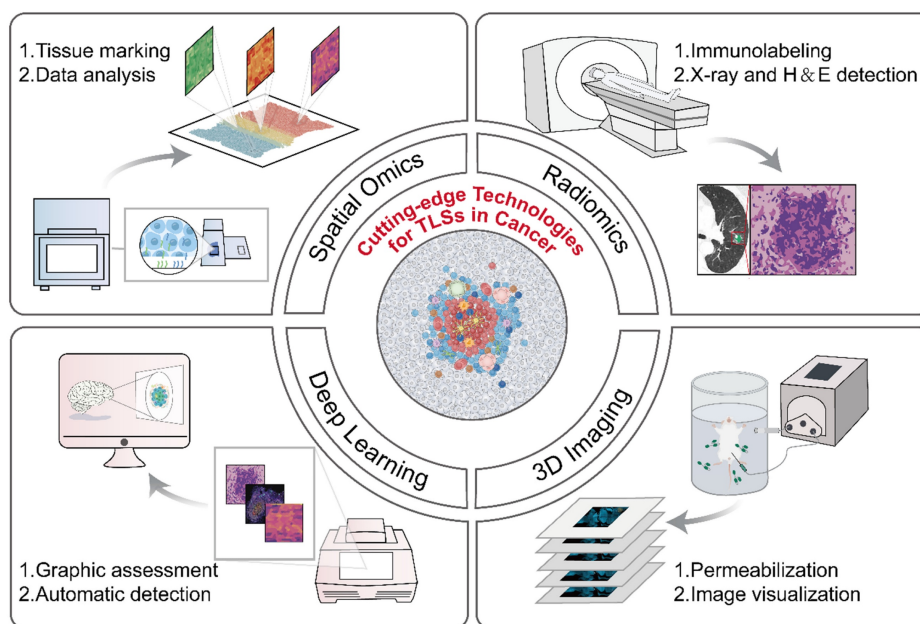 1.Tissue marking
2.Data analysis
1.Immunolabeling
2.X-ray and H&E detection
Spatial Omics
Radiomics
Cutting-edge Technologies
for TLSs in Cancer
Deep Learning
3D Imaging
1.Graphic assessment
2.Automatic detection
1.Permeabilization
2.Image visualization